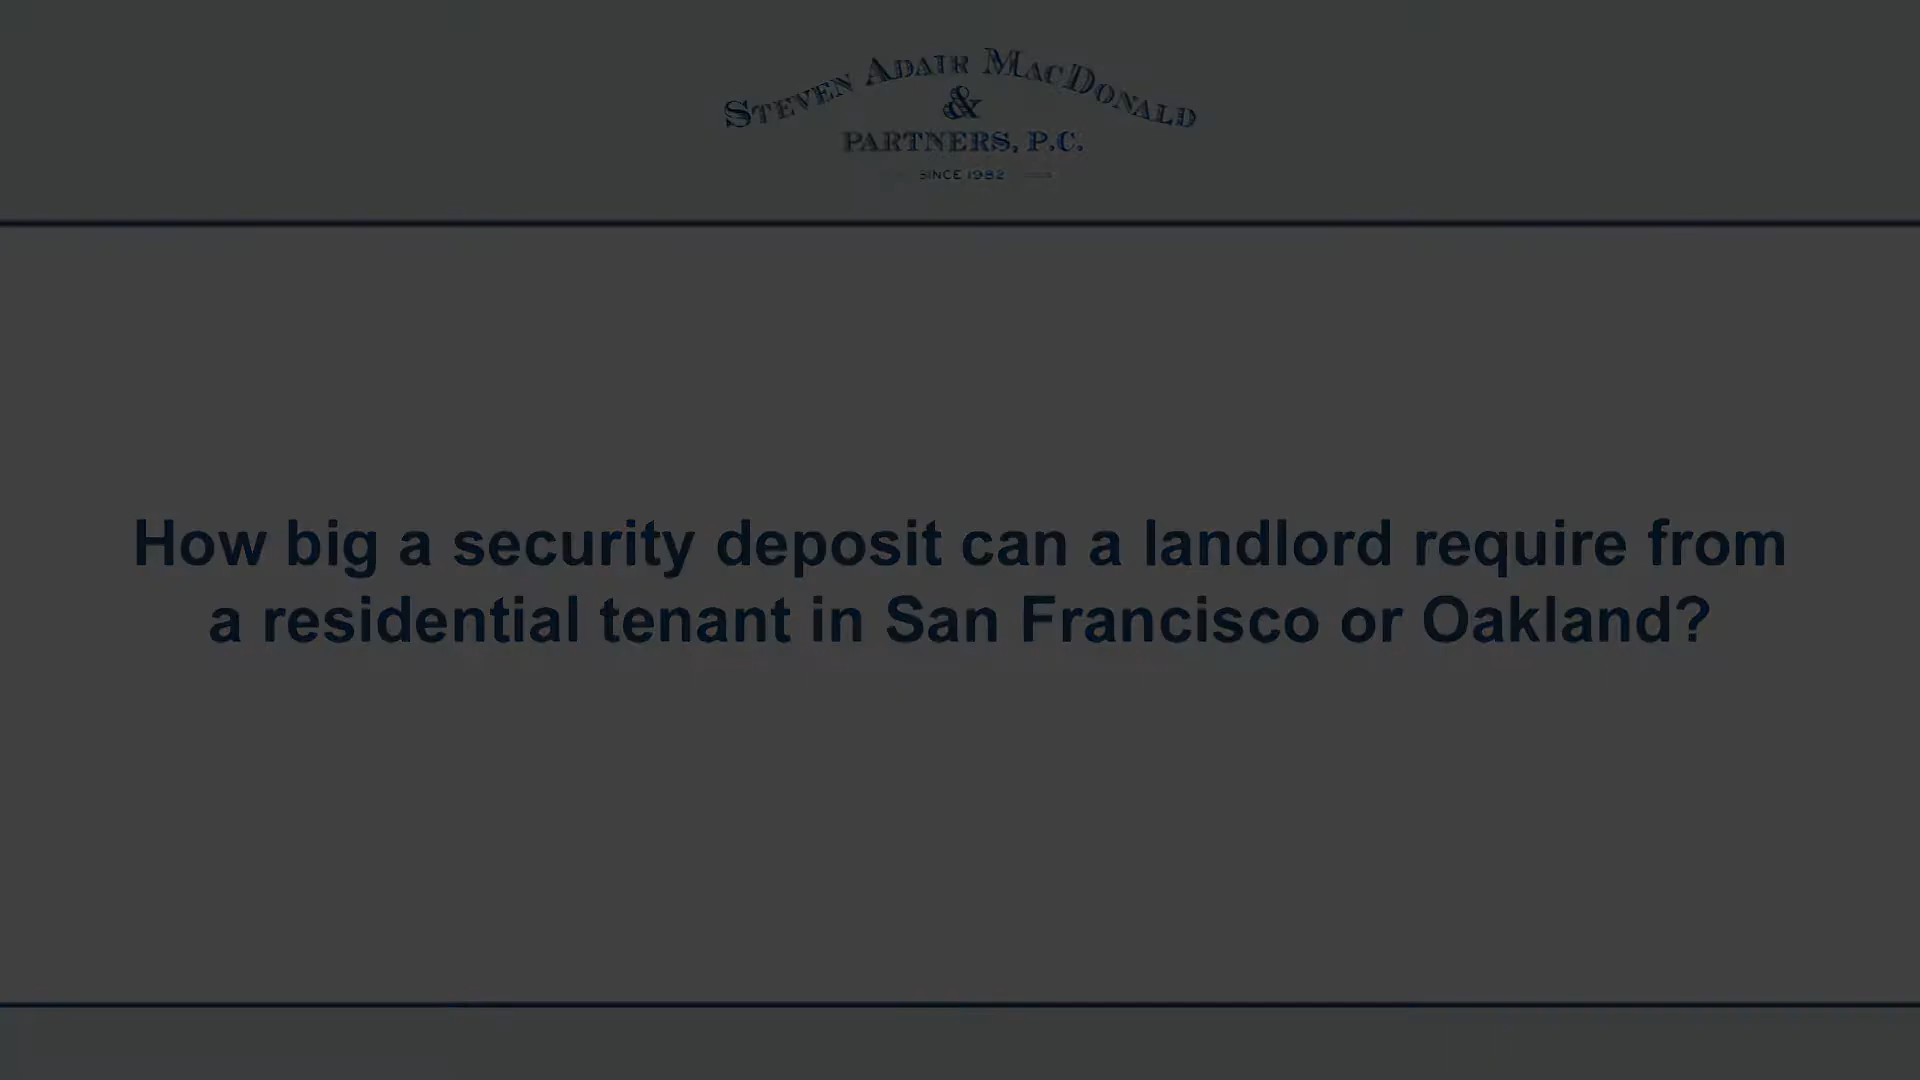 STEVEN ADAIR MACDONALD
&
PARTNERS, P.C.
SINCE 1982
How big a security deposit can a landlord require from
a residential tenant in San Francisco or Oakland?